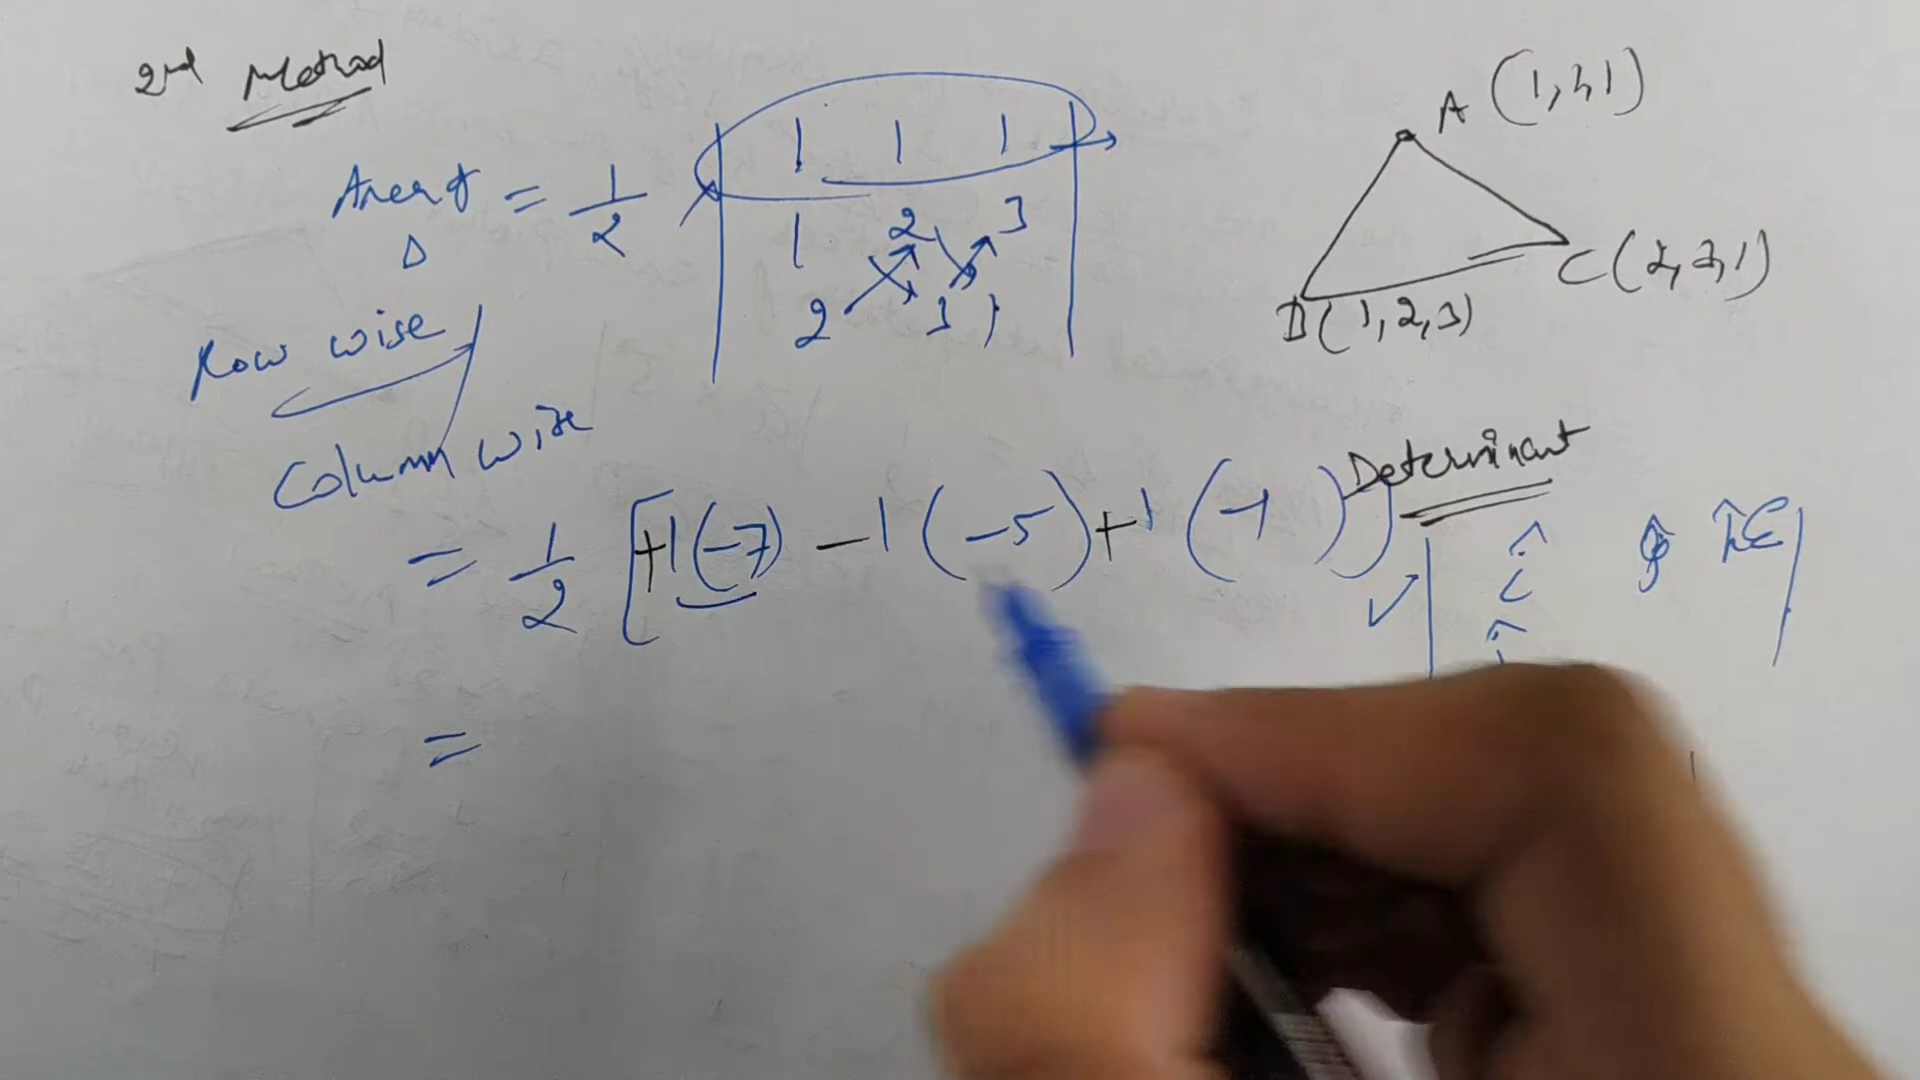 2nd Method
A (1,1,1)
Area of Δ = 1/2 | 1 1 1 |
1 2 3
2 3 1
B(1,2,3)
C(2,3,1)
Row wise
Column wise
Determinant
= 1/2 [+1(-7) -1(-5)+1(-1)]
î
=